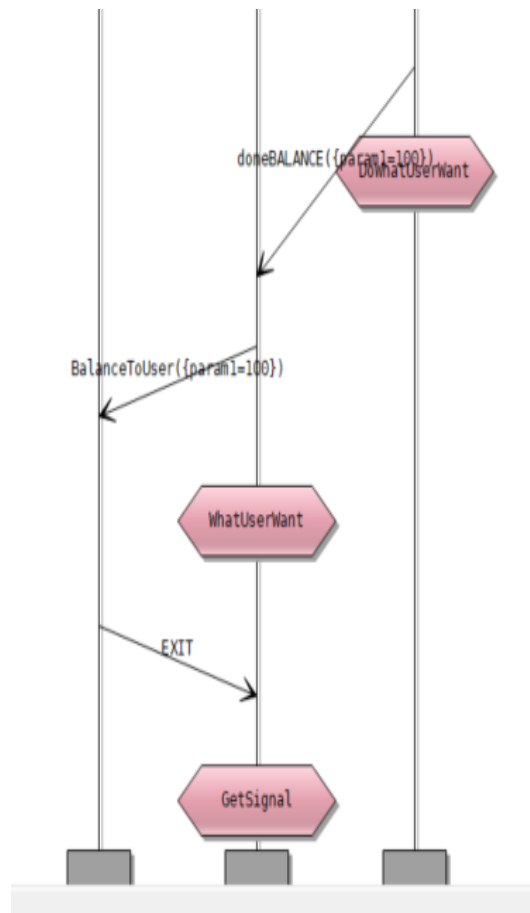 doneBALANCE({param1=100})
DoWhatUserWant
BalanceToUser({param1=100})
WhatUserWant
EXIT
GetSignal